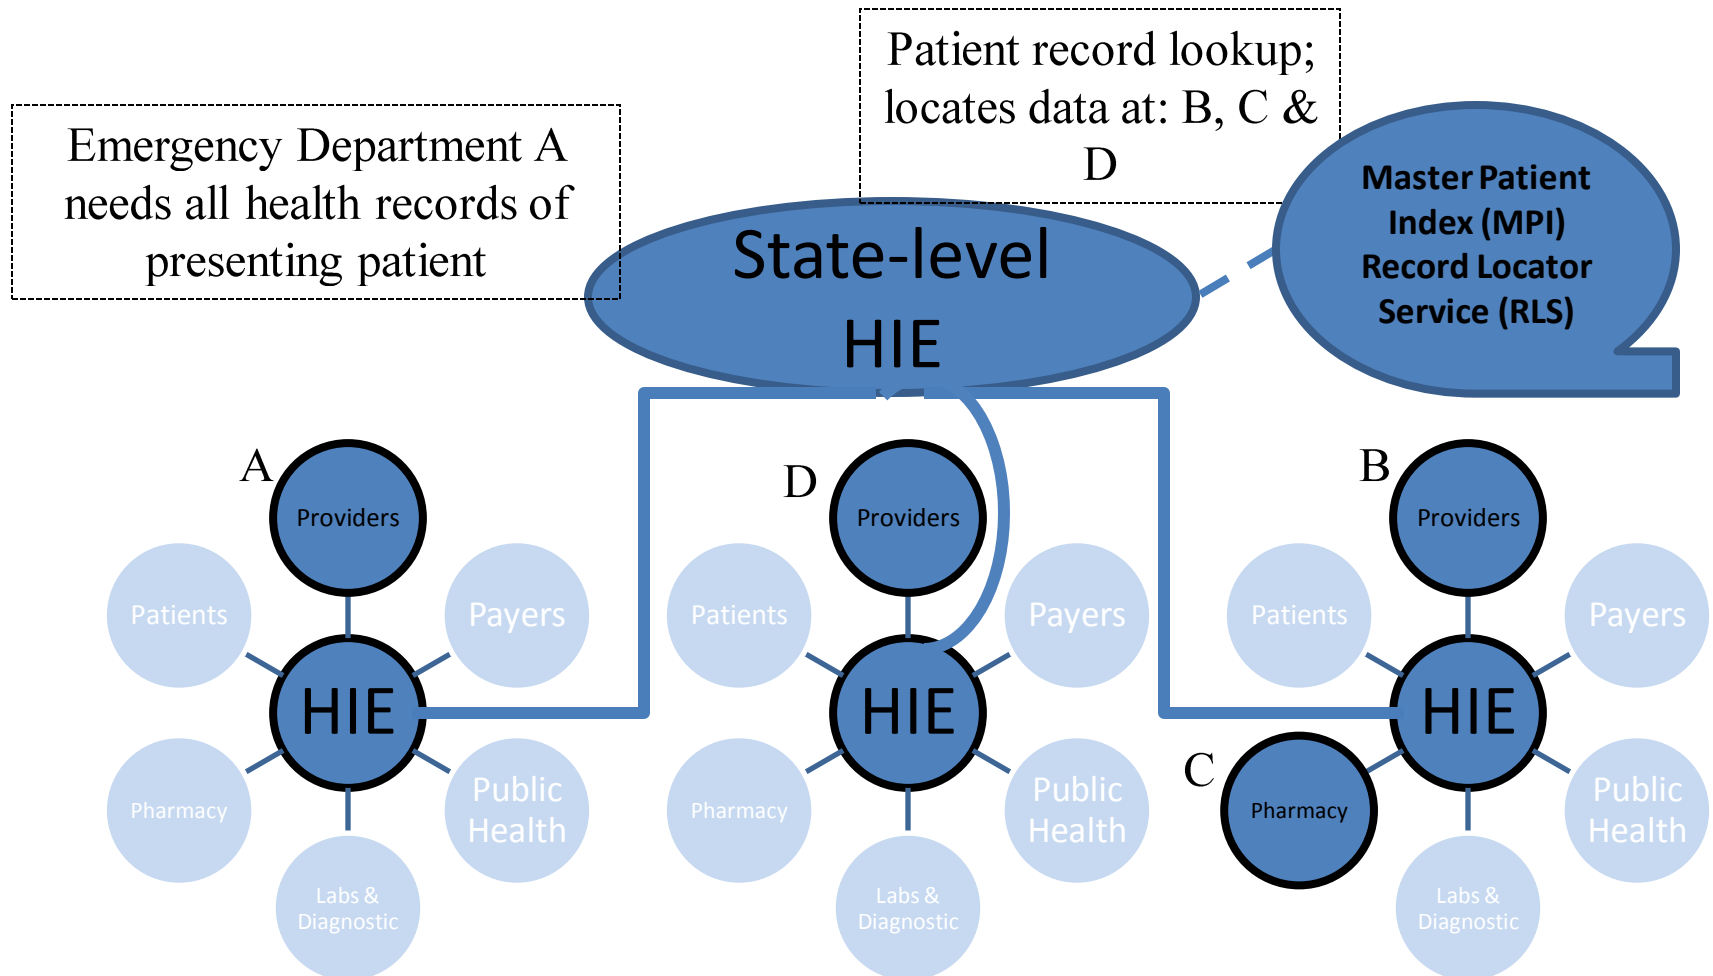 Patient record lookup;
locates data at: B, C &
D
Emergency Department A
needs all health records of
presenting patient
Master Patient
Index (MPI)
Record Locator
Service (RLS)
State-level
HIE
A
Providers
Patients
Payers
HIE
Pharmacy
Public
Health
Labs &
Diagnostic
D
Providers
Patients
Payers
HIE
Pharmacy
Public
Health
Labs &
Diagnostic
B
Providers
Patients
Payers
HIE
C
Pharmacy
Public
Health
Labs &
Diagnostic